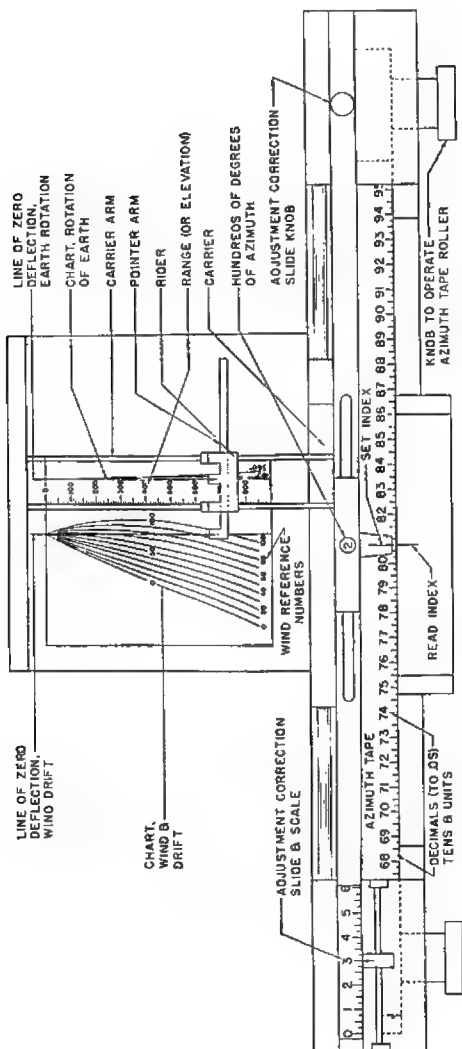 LINE OF ZERO
DEFLECTION,
WIND DRIFT
CHART,
WIND &
DRIFT
LINE OF ZERO
DEFLECTION,
EARTH ROTATION
CHART, ROTATION
OF EARTH
CARRIER ARM
POINTER ARM
RIDER
RANGE (OR ELEVATION)
CARRIER
HUNDREDS OF DEGREES
OF AZIMUTH
ADJUSTMENT CORRECTION
SLIDE KNOB
0
100
200
WIND REFERENCE
NUMBERS
ADJUSTMENT CORRECTION
SLIDE & SCALE
0 1 2 3 4 5 6
2
AZIMUTH TAPE
SET INDEX
68 69 70 71 72 73 74 75 76 77 78 79 80 82 83 84 85 86 87 88 89 90 91 92 93 94 95
DECIMALS (TO .05)
TENS & UNITS
READ INDEX
KNOB TO OPERATE
AZIMUTH TAPE ROLLER